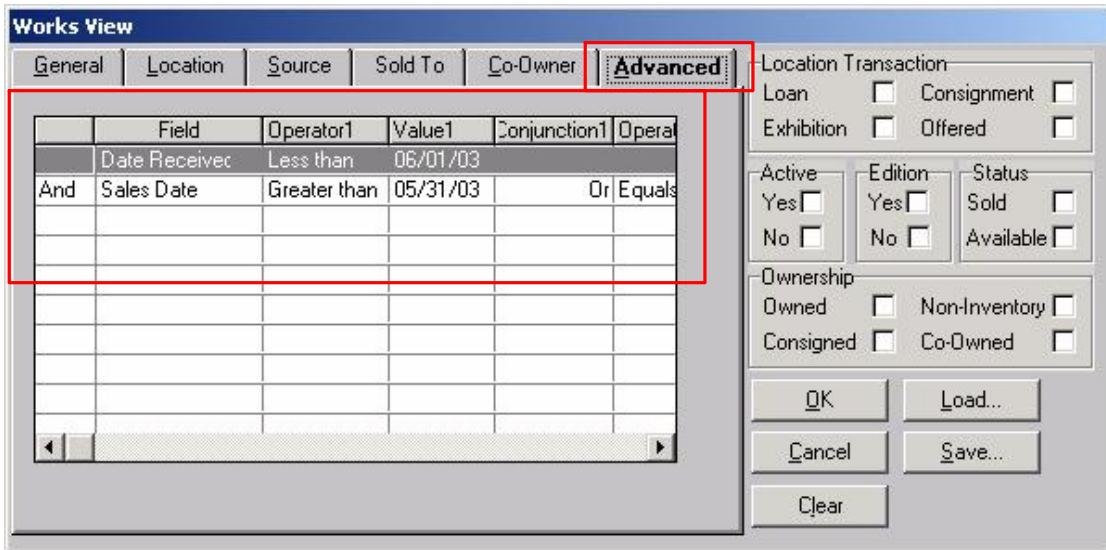 Works View
General Location Source Sold To Co-Owner Advanced
Field Operator1 Value1 Conjunction1 Operat
Date Received Less than 06/01/03
And Sales Date Greater than 05/31/03 Or Equals
Location Transaction
Loan Consignment
Exhibition Offered
Active Edition Status
Yes Yes Sold
No No Available
Ownership
Owned Non-Inventory
Consigned Co-Owned
OK Load...
Cancel Save...
Clear